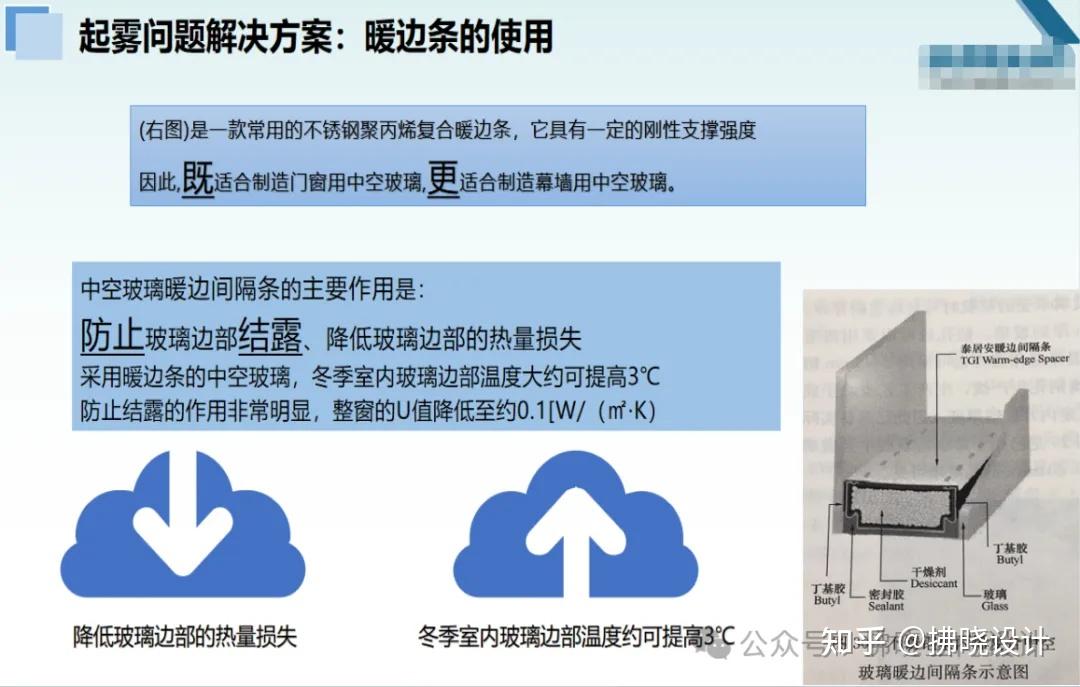 起雾问题解决方案：暖边条的使用
(右图)是一款常用的不锈钢聚丙烯复合暖边条，它具有一定的刚性支撑强度
因此,既适合制造门窗用中空玻璃,更适合制造幕墙用中空玻璃。
中空玻璃暖边间隔条的主要作用是：
防止玻璃边部结露、降低玻璃边部的热量损失
采用暖边条的中空玻璃，冬季室内玻璃边部温度大约可提高3℃
防止结露的作用非常明显，整窗的U值降低至约0.1[W/（㎡·K）
降低玻璃边部的热量损失
冬季室内玻璃边部温度约可提高3℃
泰居安暖边间隔条
TGI Warm-edge Spacer
丁基胶
Butyl
干燥剂
Desiccant
丁基胶
Butyl
密封胶
Sealant
玻璃
Glass
玻璃暖边间隔条示意图
公众号
知乎 @拂晓设计